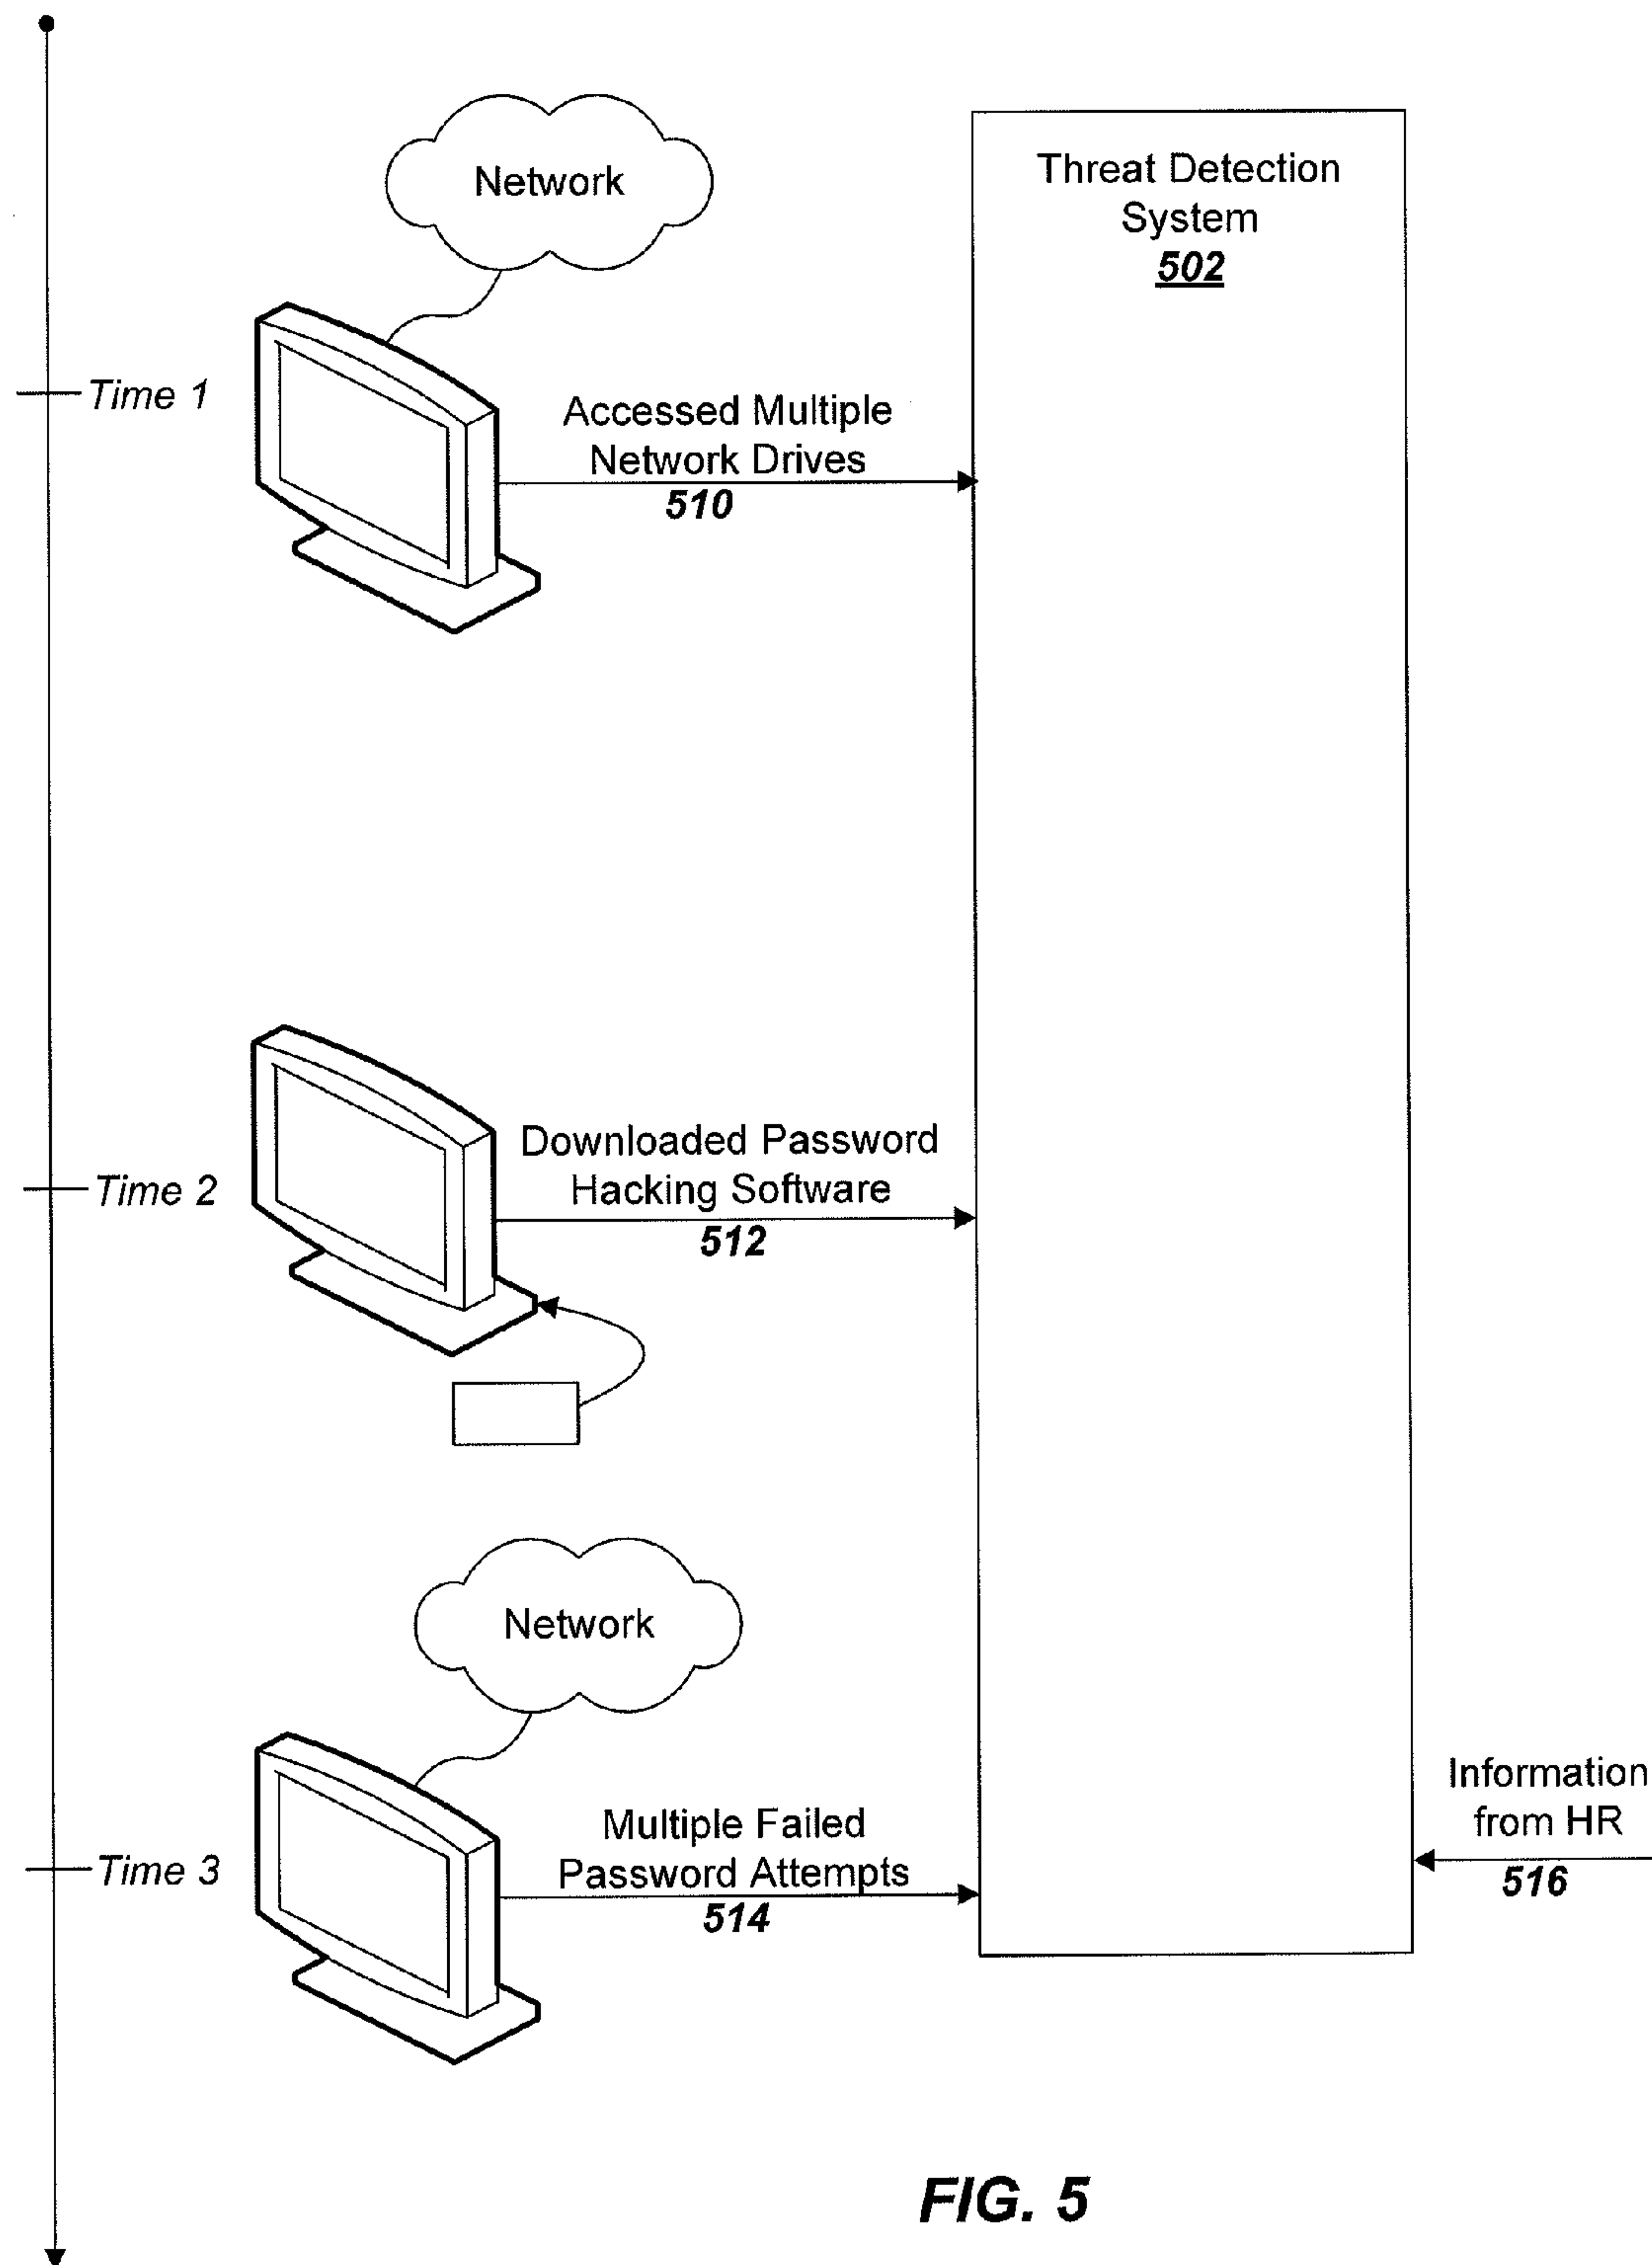 Network
Threat Detection
System
502
Time 1
Accessed Multiple
Network Drives
510
Downloaded Password
Hacking Software
512
Time 2
Network
Multiple Failed
Password Attempts
514
Time 3
Information
from HR
516
FIG. 5